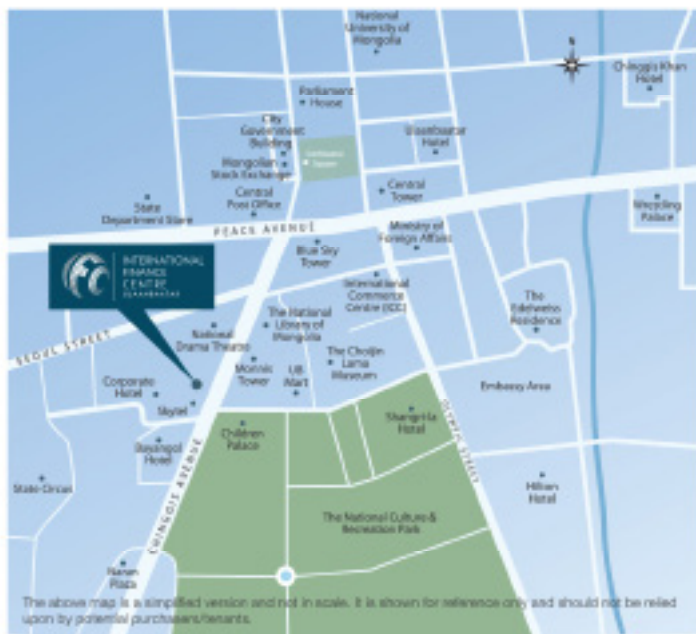 National
University of
Mongolia
N
Chinggis Khan
Hotel
Parliament
House
City
Government
Building
Ulaanbaatar
Hotel
Mongolian
Stock Exchange
Square
Central
Tower
State
Department Store
Central
Post Office
Wrestling
Palace
PEACE AVENUE
Ministry of
Foreign Affairs
Blue Sky
Tower
INTERNATIONAL
FINANCE
CENTRE
ULAANBAATAR
International
Commerce
Centre (ICC)
The
Edelweiss
Residence
The National
Library of
Mongolia
National
Drama Theatre
SEOUL STREET
Monnis
Tower
UB
Mart
The Choijin
Lama
Museum
Corporate
Hotel
Skytel
Embassy Area
Children
Palace
Shangri-la
Hotel
OLYMPIC STREET
Bayangol
Hotel
State Circus
CHINGGIS AVENUE
Hilton
Hotel
The National Culture &
Recreation Park
Naran
Plaza
The above map is a simplified version and not in scale. It is shown for reference only and should not be relied
upon by potential purchasers/tenants.